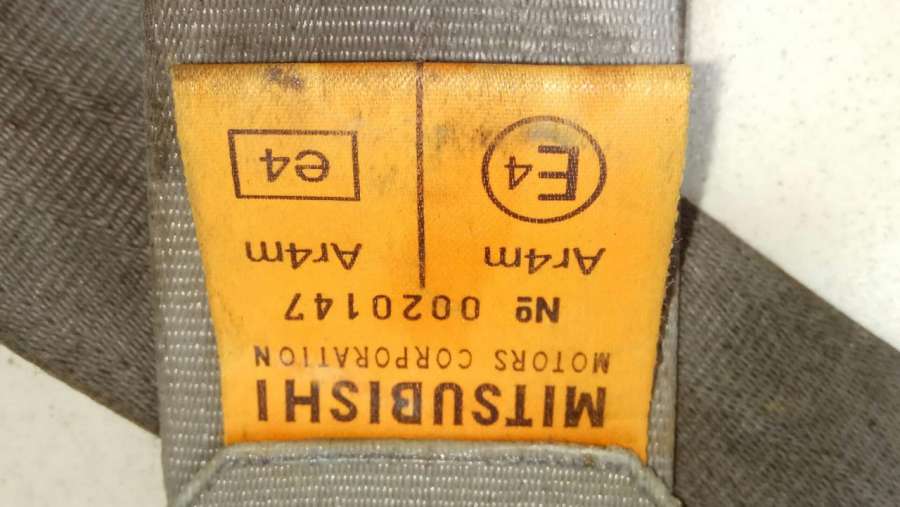 MITSUBISHI
MOTORS CORPORATION
№ 0020147
Ar4m Ar4m
E4 e4